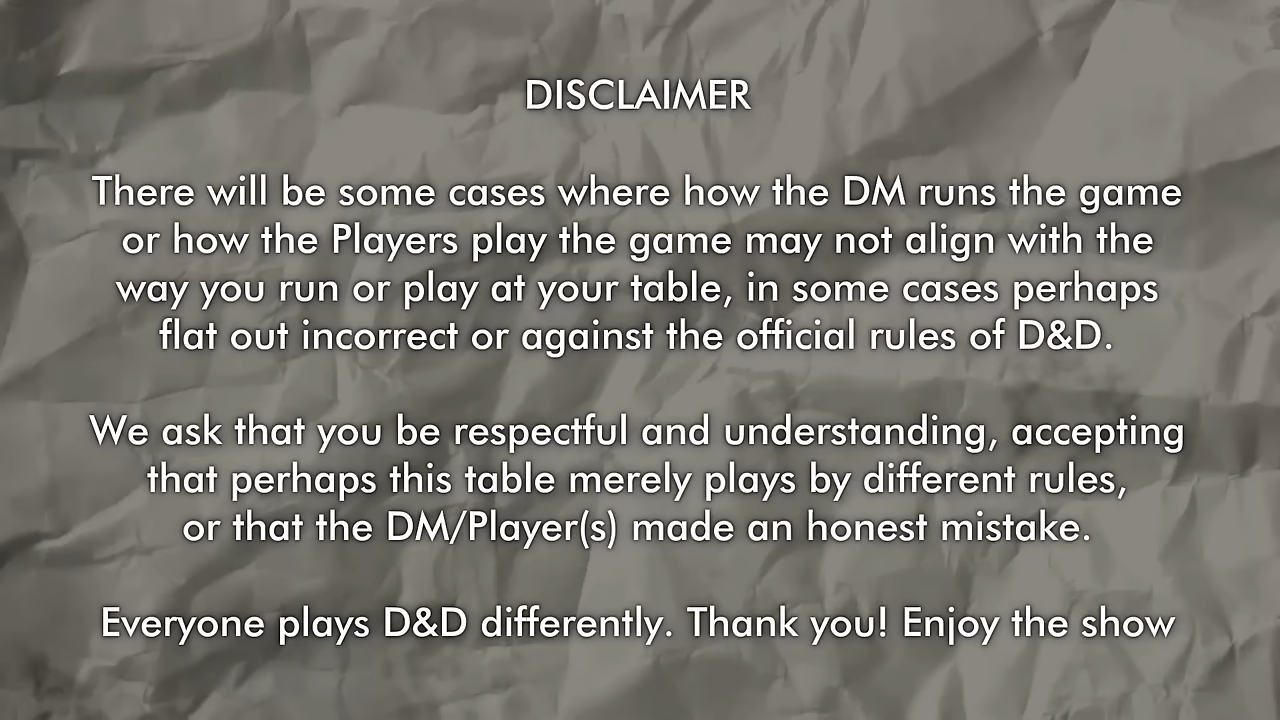 DISCLAIMER
There will be some cases where how the DM runs the game
or how the Players play the game may not align with the
way you run or play at your table, in some cases perhaps
flat out incorrect or against the official rules of D&D.
We ask that you be respectful and understanding, accepting
that perhaps this table merely plays by different rules,
or that the DM/Player(s) made an honest mistake.
Everyone plays D&D differently. Thank you! Enjoy the show